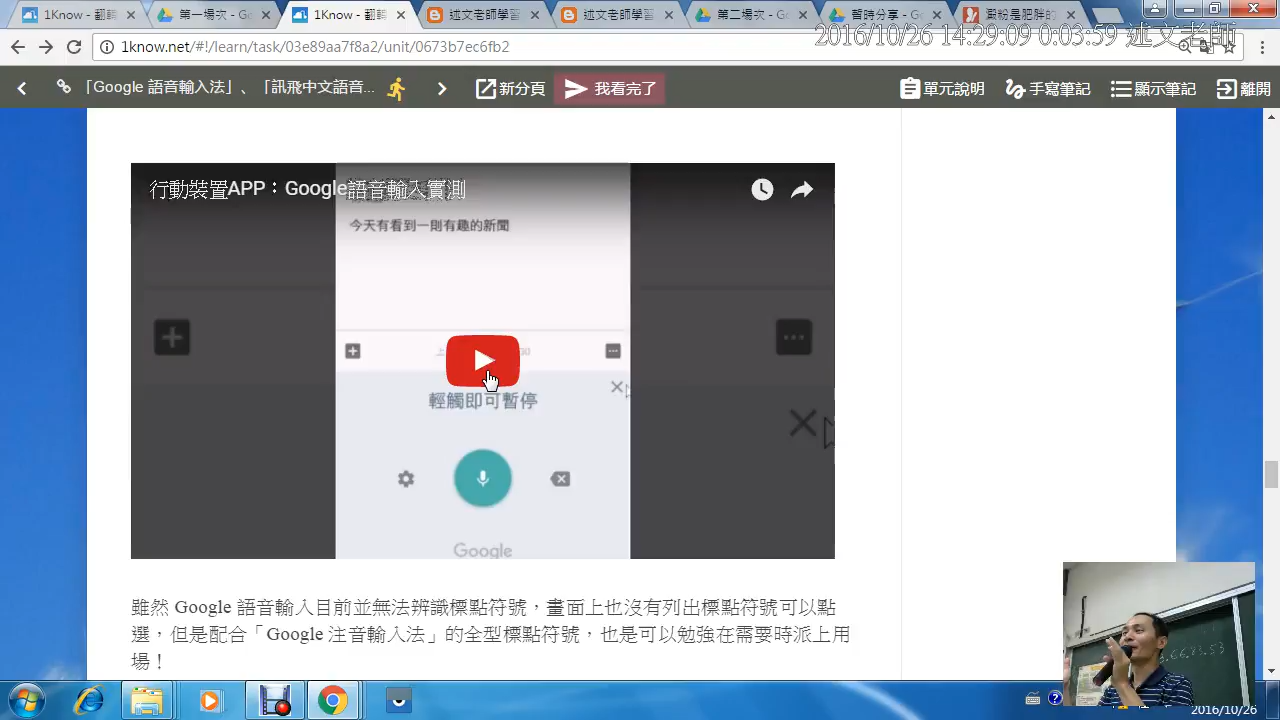 1Know - 翻
第一場次 - Go
1Know - 翻
述文老師學習
述文老師學習
第二場次 - Go
暫時分享 - Go
澱粉是肥胖的
2016/10/26 14:29:09 0:03:59 述文老師
1know.net/#!/learn/task/03e89aa7f8a2/unit/0673b7ec6fb2
「Google 語音輸入法」、「訊飛中文語音...
新分頁
我看完了
單元說明
手寫筆記
顯示筆記
離開
行動裝置APP：Google語音輸入實測
今天有看到一則有趣的新聞
輕觸即可暫停
Google
雖然 Google 語音輸入目前並無法辨識標點符號，畫面上也沒有列出標點符號可以點
選，但是配合「Google 注音輸入法」的全型標點符號，也是可以勉強在需要時派上用
場！
2016/10/26